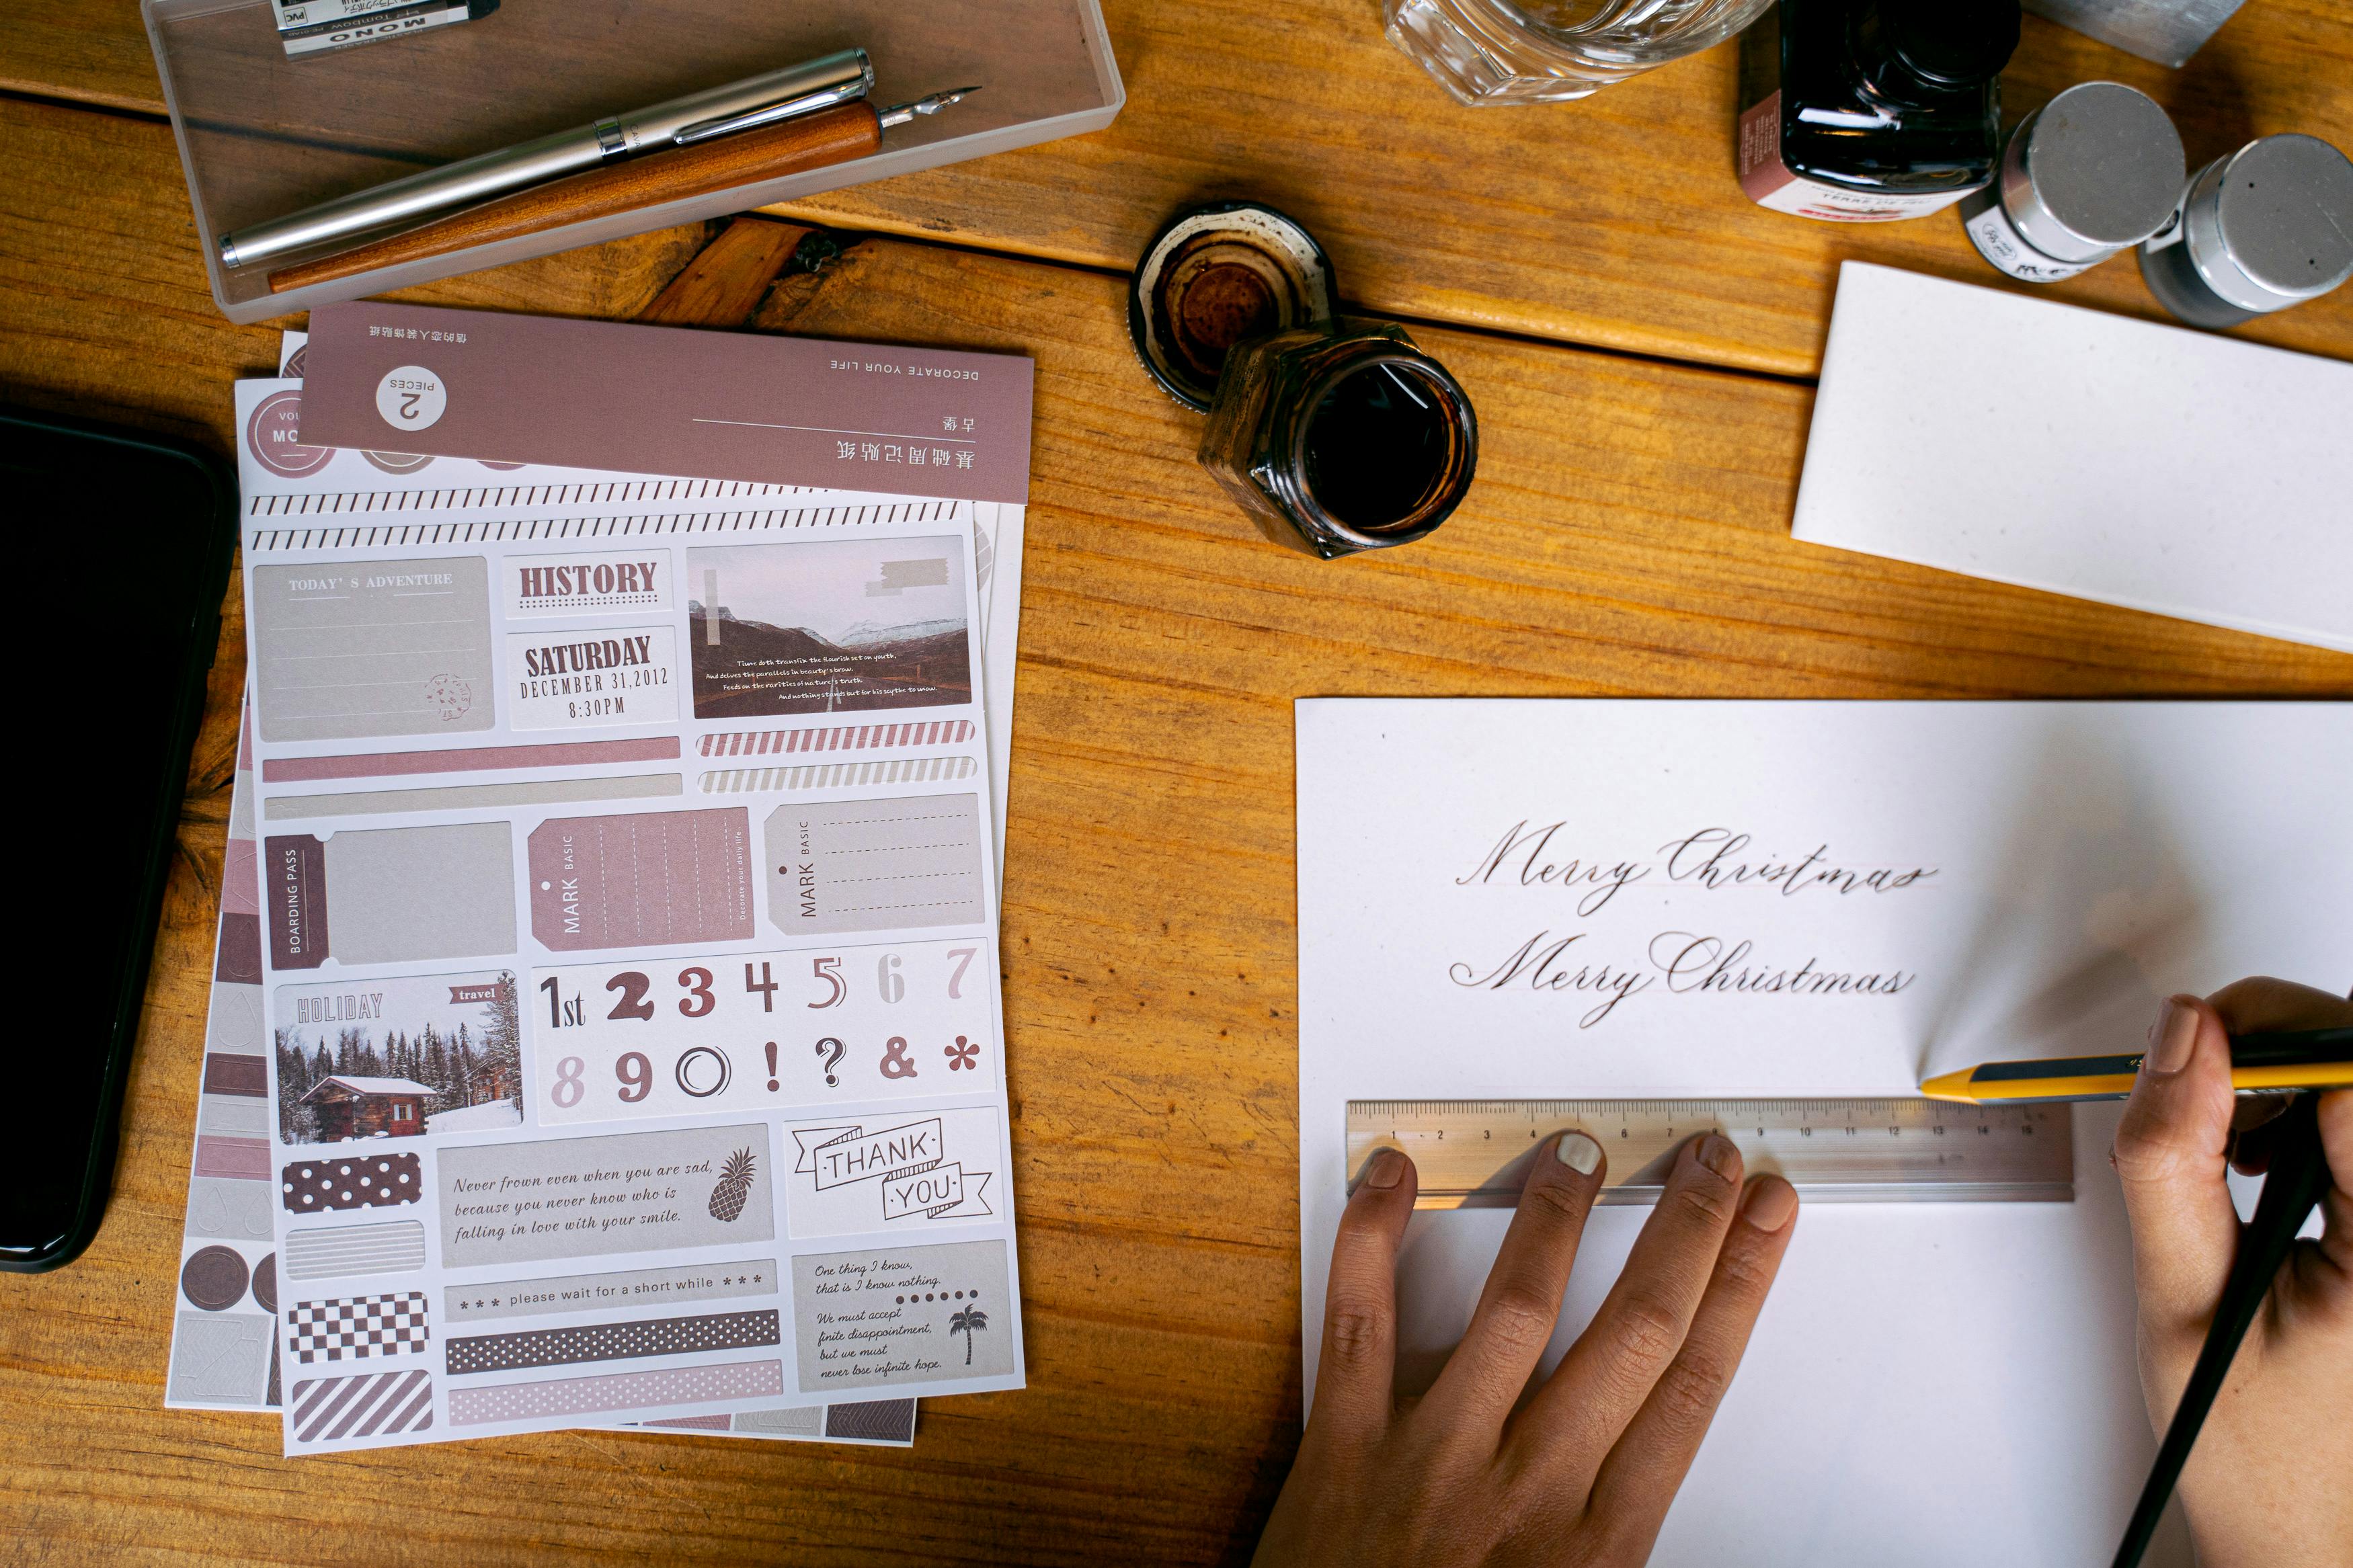 MONO
Tombow
PVC
信的恋人装饰贴纸
DECORATE YOUR LIFE
2
PIECES
古堡
基础周记贴纸
TODAY' S ADVENTURE
HISTORY
SATURDAY
DECEMBER 31,2012
8:30PM
Time doth transfix the flourish set on youth,
And delves the parallels in beauty's brow,
Feeds on the rarities of nature's truth,
And nothing stands but for his scythe to mow.
BOARDING PASS
MARK BASIC
Decorate your daily life
MARK BASIC
HOLIDAY
travel
1st 2 3 4 5 6 7
8 9 0 ! ? & *
Never frown even when you are sad,
because you never know who is
falling in love with your smile.
THANK
YOU
*** please wait for a short while ***
One thing I know,
that is I know nothing.
We must accept
finite disappointment,
but we must
never lose infinite hope.
Merry Christmas
Merry Christmas
1 2 3 4 6 7 8 9 10 11 12 13 14 15